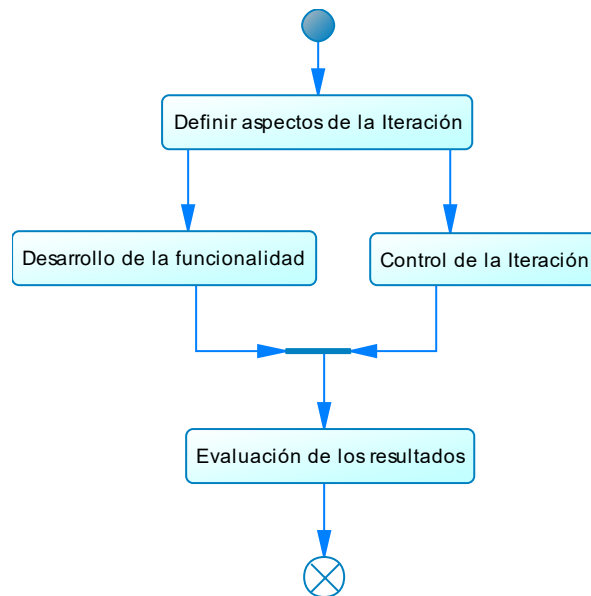 Definir aspectos de la Iteración
Desarrollo de la funcionalidad
Control de la Iteración
Evaluación de los resultados